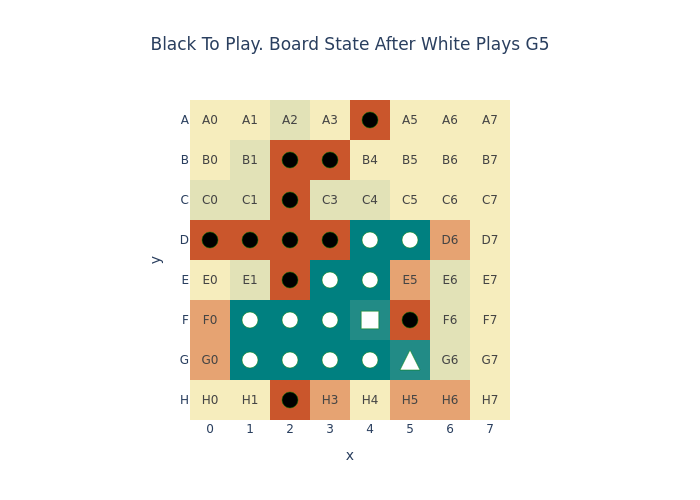 Black To Play. Board State After White Plays G5
A A0 A1 A2 A3 A5 A6 A7
B B0 B1 B4 B5 B6 B7
C C0 C1 C3 C4 C5 C6 C7
D D6 D7
y
E E0 E1 E5 E6 E7
F F0 F6 F7
G G0 G6 G7
H H0 H1 H3 H4 H5 H6 H7
0 1 2 3 4 5 6 7
x